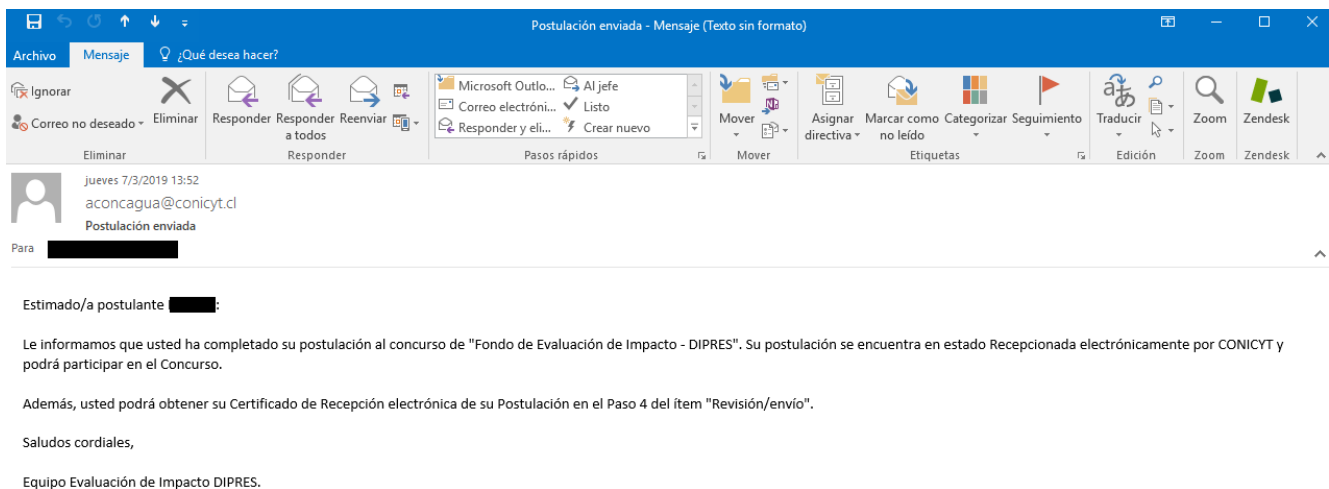 Postulación enviada - Mensaje (Texto sin formato)
Archivo Mensaje ¿Qué desea hacer?
Ignorar
Correo no deseado
Eliminar
Responder Responder a todos Reenviar
Microsoft Outlo... Al jefe
Correo electróni... Listo
Responder y eli... Crear nuevo
Mover
Asignar directiva
Marcar como no leído
Categorizar Seguimiento
Traducir
Zoom Zendesk
Eliminar Responder Pasos rápidos Mover Etiquetas Edición Zoom Zendesk
jueves 7/3/2019 13:52
aconcagua@conicyt.cl
Postulación enviada
Para
Estimado/a postulante :
Le informamos que usted ha completado su postulación al concurso de "Fondo de Evaluación de Impacto - DIPRES". Su postulación se encuentra en estado Recepcionada electrónicamente por CONICYT y
podrá participar en el Concurso.
Además, usted podrá obtener su Certificado de Recepción electrónica de su Postulación en el Paso 4 del ítem "Revisión/envío".
Saludos cordiales,
Equipo Evaluación de Impacto DIPRES.